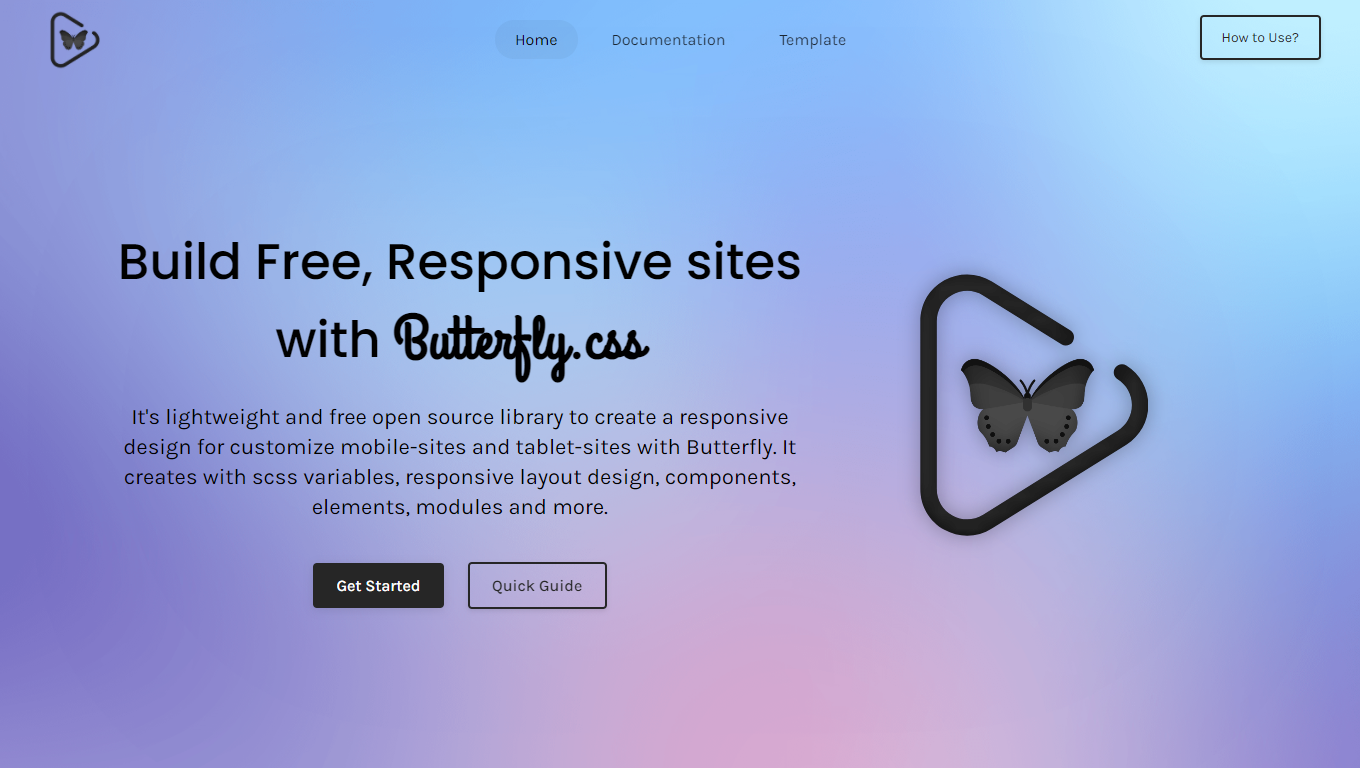 Home
Documentation
Template
How to Use?
Build Free, Responsive sites
with Butterfly.css
It's lightweight and free open source library to create a responsive
design for customize mobile-sites and tablet-sites with Butterfly. It
creates with scss variables, responsive layout design, components,
elements, modules and more.
Get Started
Quick Guide